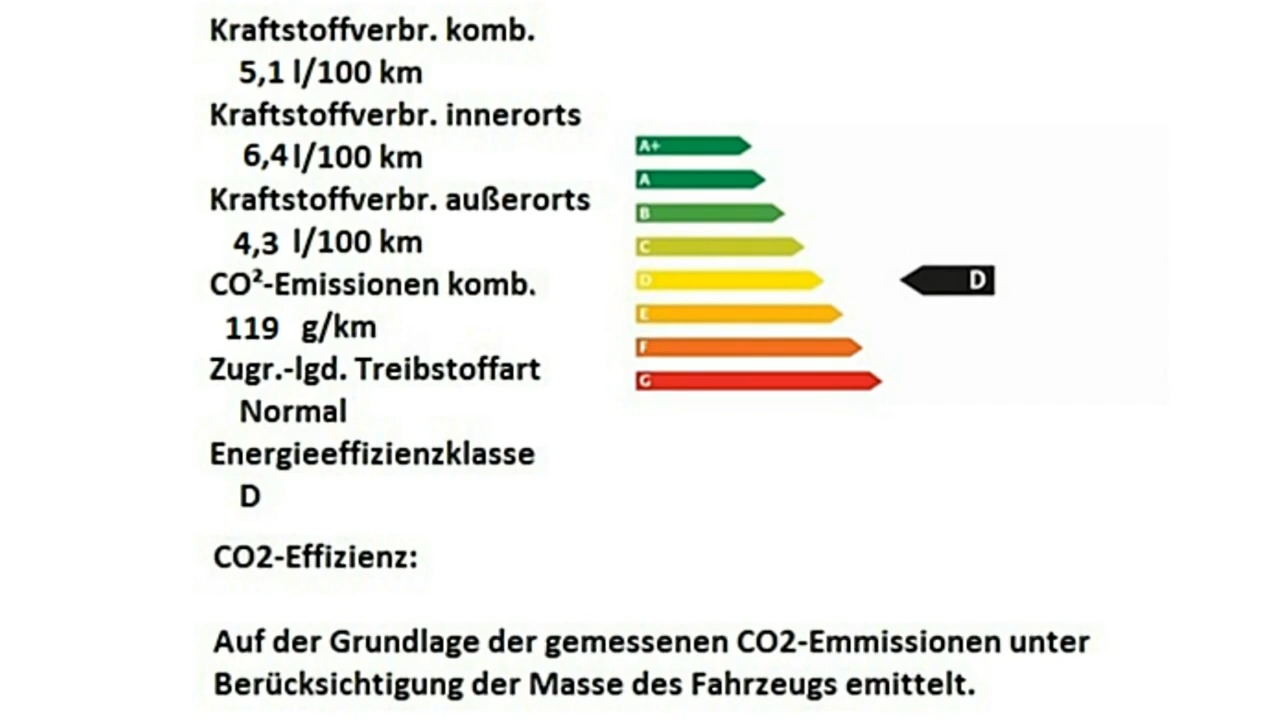 Kraftstoffverbr. komb.
5,1 l/100 km
Kraftstoffverbr. innerorts
6,4 l/100 km
Kraftstoffverbr. außerorts
4,3 l/100 km
CO²-Emissionen komb.
119 g/km
Zugr.-lgd. Treibstoffart
Normal
Energieeffizienzklasse
D
A+
A
B
C
D
E
F
G
D
CO2-Effizienz:
Auf der Grundlage der gemessenen CO2-Emmissionen unter
Berücksichtigung der Masse des Fahrzeugs emittelt.